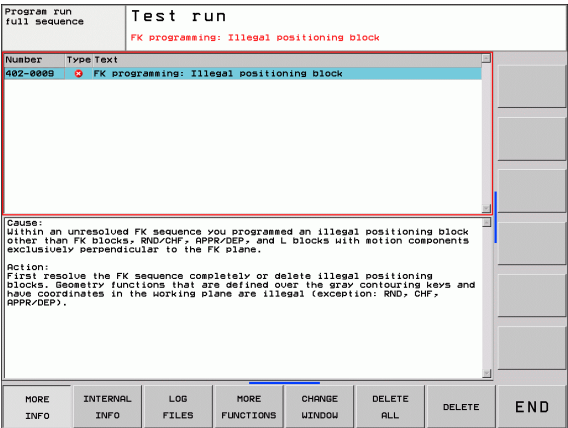 Program run
full sequence
Test run
FK programming: Illegal positioning block
Number Type Text
402-0009 FK programming: Illegal positioning block
Cause:
Within an unresolved FK sequence you programmed an illegal positioning block
other than FK blocks, RND/CHF, APPR/DEP, and L blocks with motion components
exclusively perpendicular to the FK plane.
Action:
First resolve the FK sequence completely or delete illegal positioning
blocks. Geometry functions that are defined over the gray contouring keys and
have coordinates in the working plane are illegal (exception: RND, CHF,
APPR/DEP).
MORE INFO
INTERNAL INFO
LOG FILES
MORE FUNCTIONS
CHANGE WINDOW
DELETE ALL
DELETE
END